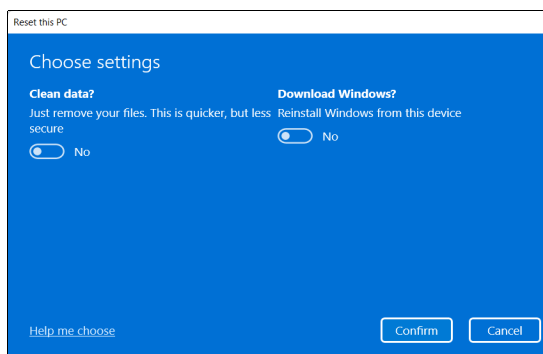 Reset this PC
Choose settings
Clean data?
Just remove your files. This is quicker, but less
secure
No
Download Windows?
Reinstall Windows from this device
No
Help me choose
Confirm
Cancel